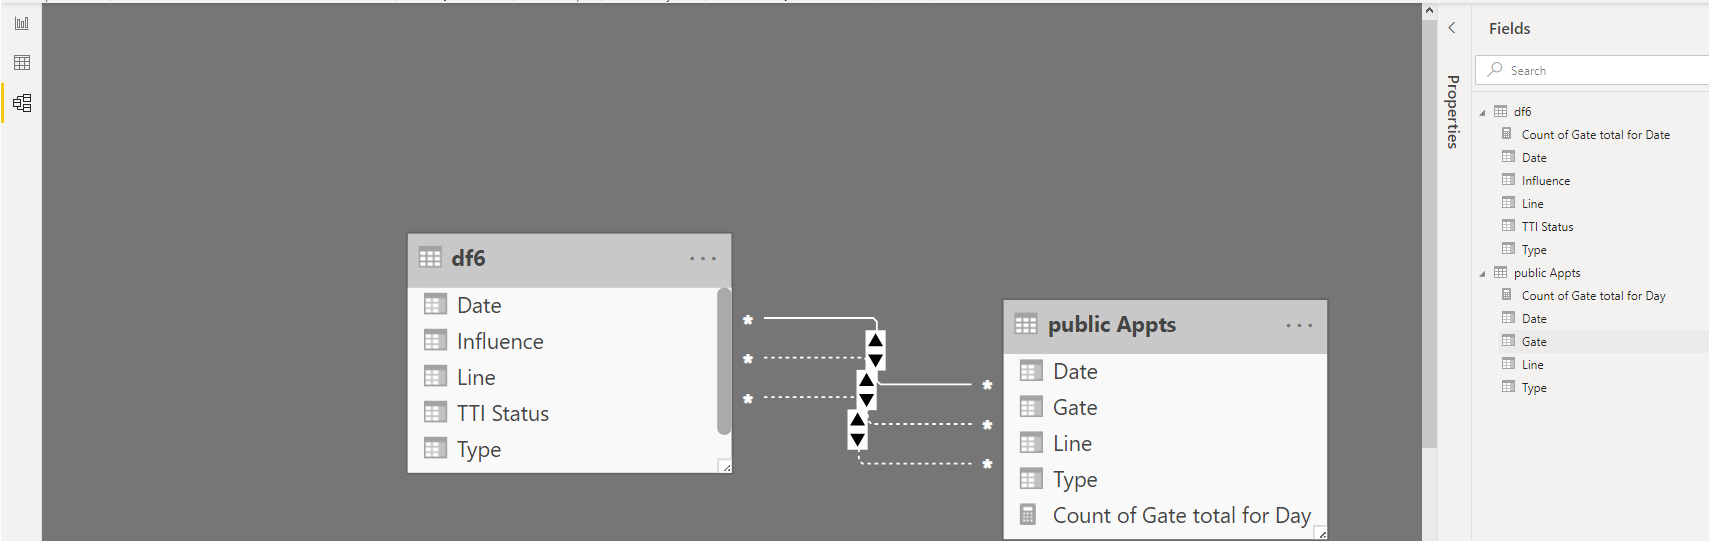 Fields
Search
Properties
df6
Count of Gate total for Date
Date
Influence
Line
TTI Status
Type
public Appts
Count of Gate total for Day
Date
Gate
Line
Type
df6
Date
Influence
Line
TTI Status
Type
public Appts
Date
Gate
Line
Type
Count of Gate total for Day